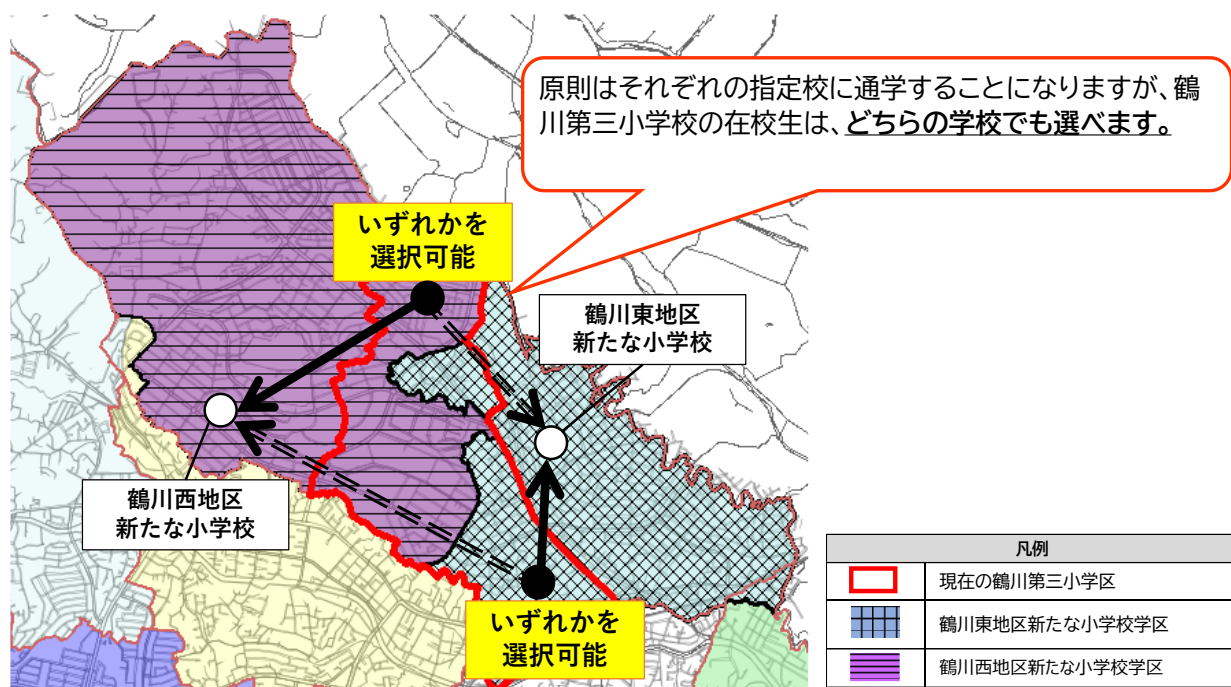 原則はそれぞれの指定校に通学することになりますが、鶴
川第三小学校の在校生は、どちらの学校でも選べます。
いずれかを
選択可能
鶴川東地区
新たな小学校
鶴川西地区
新たな小学校
いずれかを
選択可能
凡例
現在の鶴川第三小学区
鶴川東地区新たな小学校学区
鶴川西地区新たな小学校学区